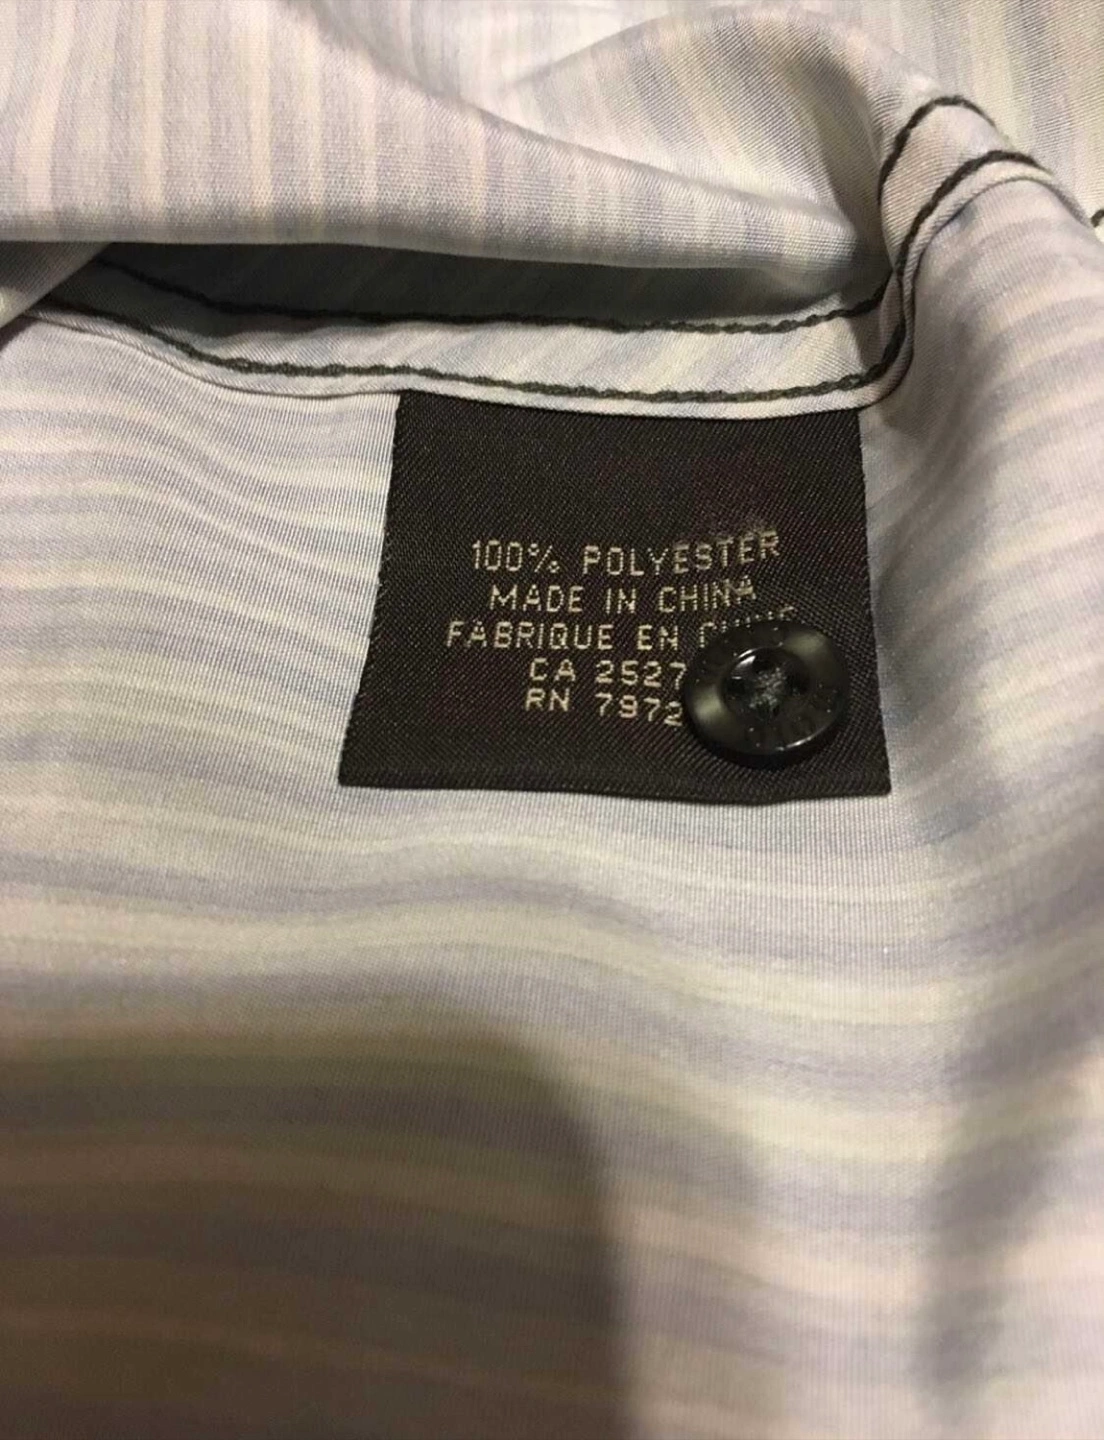 100% POLYESTER
MADE IN CHINA
FABRIQUE EN
CA 2527
RN 7972